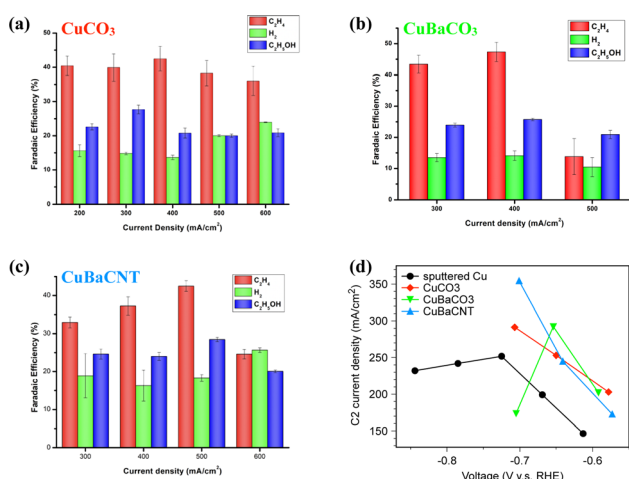 (a) CuCO₃
C₂H₄
H₂
C₂H₅OH
Faradaic Efficiency (%)
50
40
30
20
10
0
200 300 400 500 600
Current Density (mA/cm²)
(b) CuBaCO₃
C₂H₄
H₂
C₂H₅OH
Faradaic Efficiency (%)
50
40
30
20
10
0
300 400 500
Current density (mA/cm²)
(c) CuBaCNT
C₂H₄
H₂
C₂H₅OH
Faradaic Efficiency (%)
40
30
20
10
0
300 400 500 600
Current density (mA/cm²)
(d)
sputtered Cu
CuCO3
CuBaCO3
CuBaCNT
C2 current density (mA/cm²)
350
300
250
200
150
-0.8 -0.7 -0.6
Voltage (V v.s. RHE)